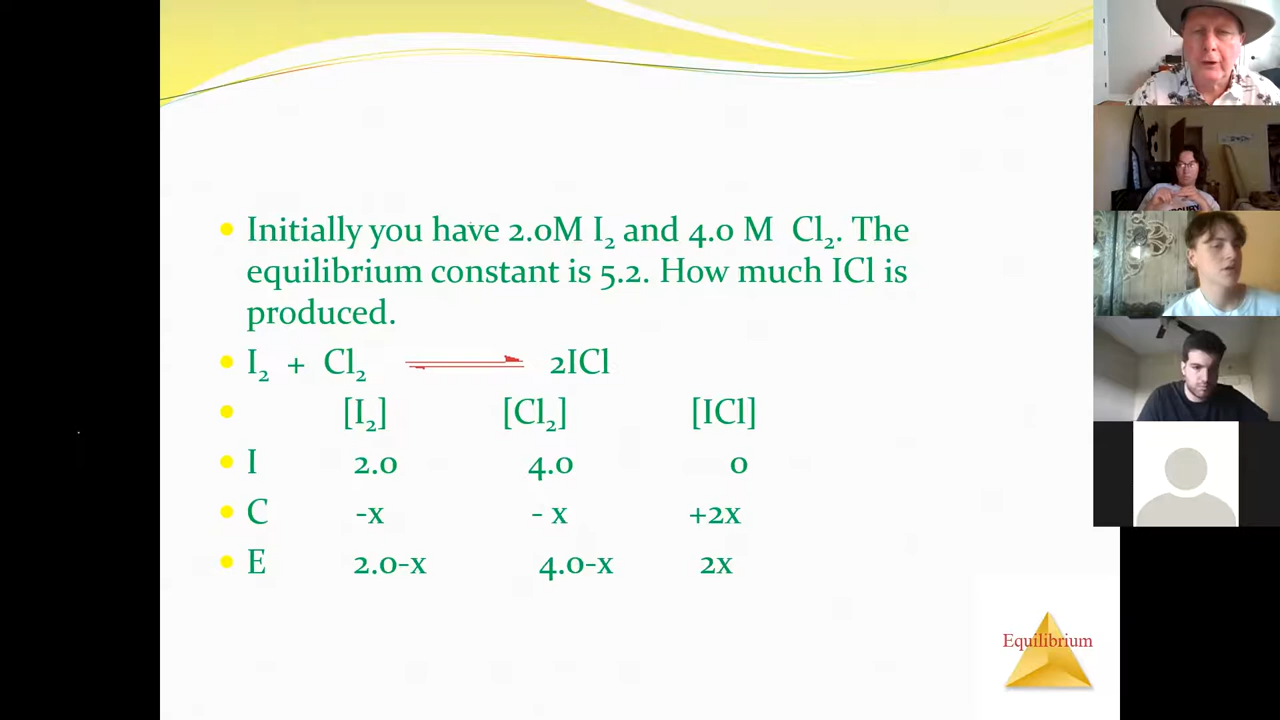 Initially you have 2.0M I₂ and 4.0 M Cl₂. The
equilibrium constant is 5.2. How much ICl is
produced.
I₂ + Cl₂ 2ICl
[I₂] [Cl₂] [ICl]
I 2.0 4.0 0
C -x - x +2x
E 2.0-x 4.0-x 2x
Equilibrium